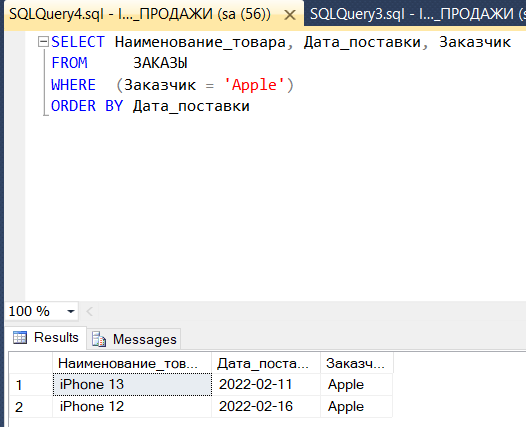 SQLQuery4.sql - I..._ПРОДАЖИ (sa (56)) SQLQuery3.sql - I..._ПРОДАЖИ (s
SELECT Наименование_товара, Дата_поставки, Заказчик
FROM ЗАКАЗЫ
WHERE (Заказчик = 'Apple')
ORDER BY Дата_поставки
100 %
Results Messages
Наименование_тов... Дата_поста... Заказч...
1 iPhone 13 2022-02-11 Apple
2 iPhone 12 2022-02-16 Apple